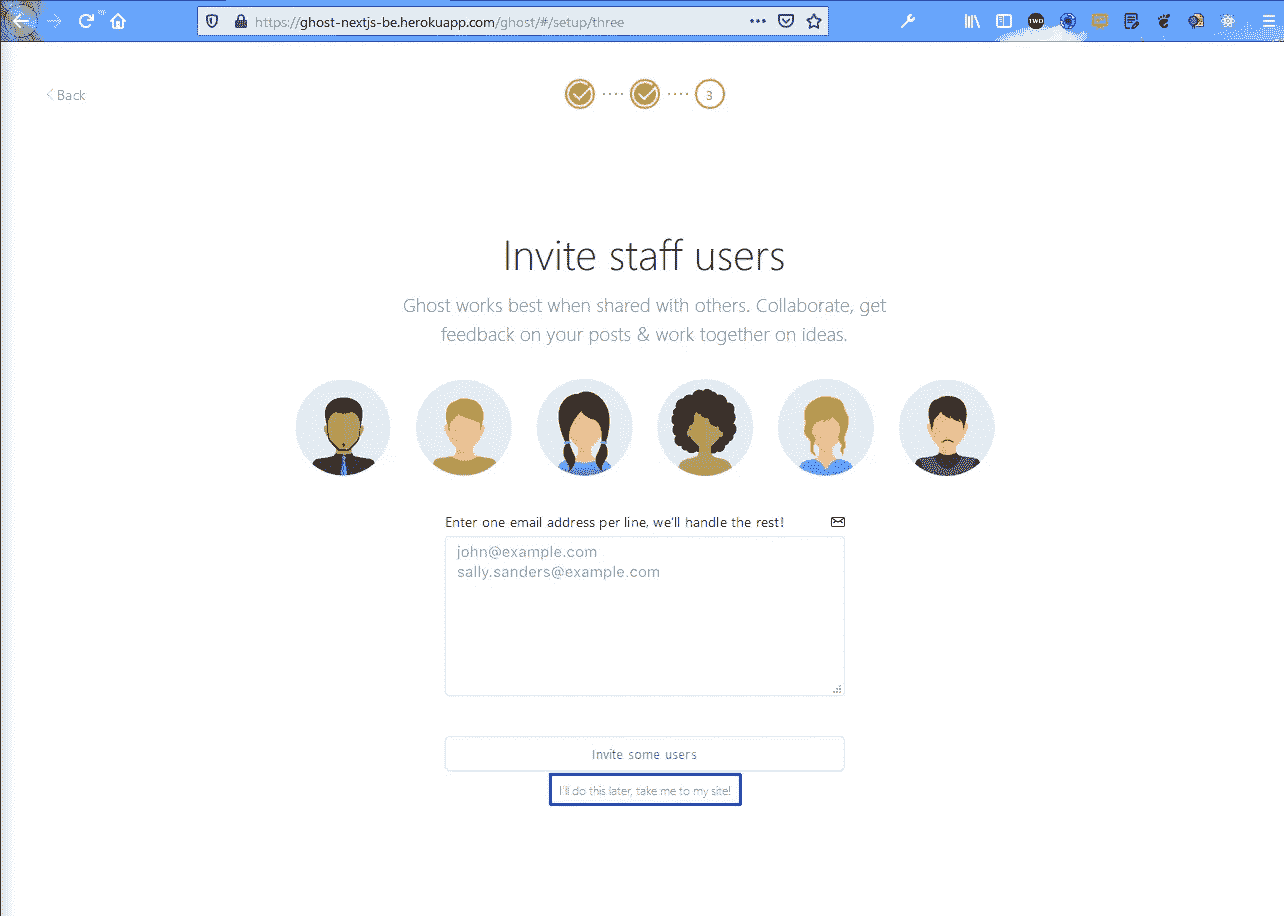 https://ghost-nextjs-be.herokuapp.com/ghost/#/setup/three
TWD
Back
3
Invite staff users
Ghost works best when shared with others. Collaborate, get
feedback on your posts & work together on ideas.
Enter one email address per line, we'll handle the rest!
john@example.com
sally.sanders@example.com
Invite some users
I'll do this later, take me to my site!